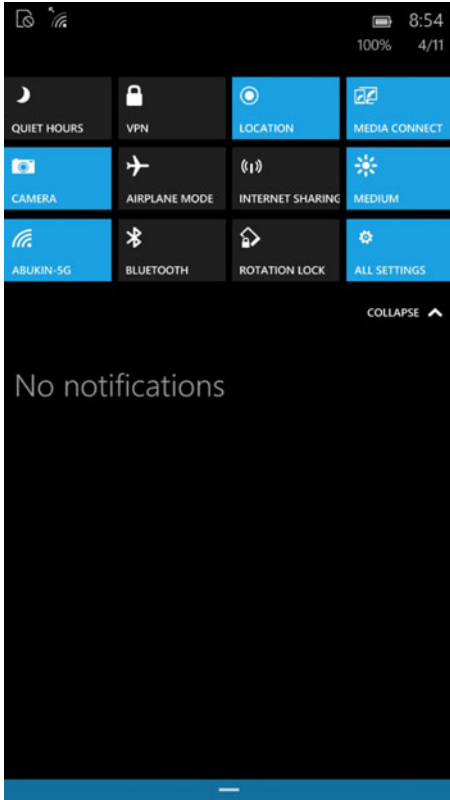 8:54
100% 4/11
QUIET HOURS VPN LOCATION MEDIA CONNECT
CAMERA AIRPLANE MODE INTERNET SHARING MEDIUM
ABUKIN-5G BLUETOOTH ROTATION LOCK ALL SETTINGS
COLLAPSE
No notifications